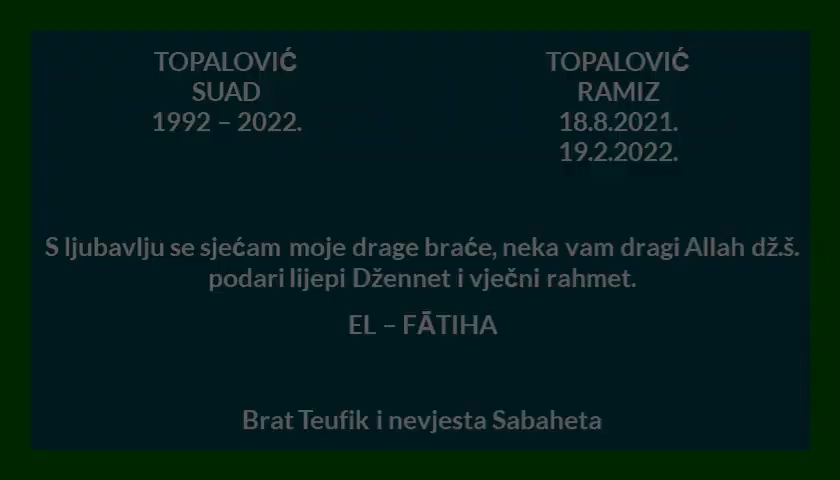 TOPALOVIĆ
SUAD
1992 – 2022.
TOPALOVIĆ
RAMIZ
18.8.2021.
19.2.2022.
S ljubavlju se sjećam moje drage braće, neka vam dragi Allah dž.š.
podari lijepi Džennet i vječni rahmet.
EL – FĀTIHA
Brat Teufik i nevjesta Sabaheta